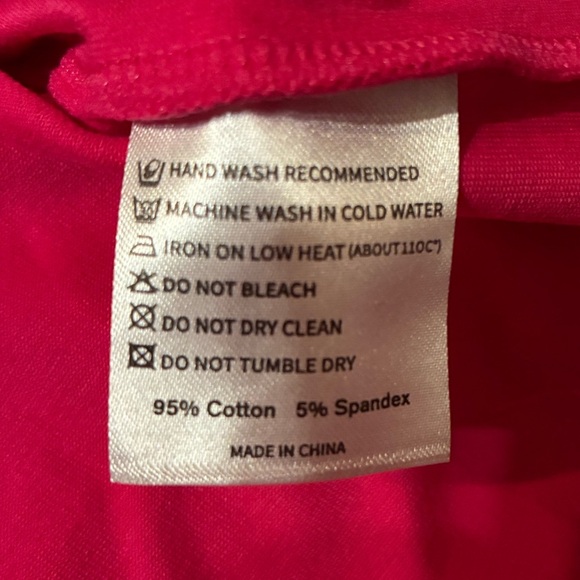 HAND WASH RECOMMENDED
MACHINE WASH IN COLD WATER
IRON ON LOW HEAT (ABOUT110C°)
DO NOT BLEACH
DO NOT DRY CLEAN
DO NOT TUMBLE DRY
95% Cotton 5% Spandex
MADE IN CHINA